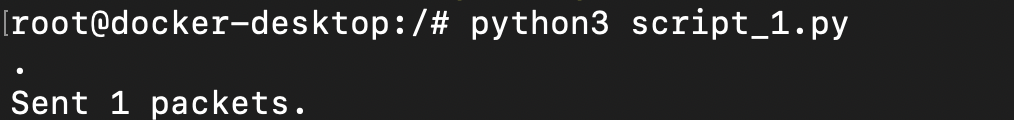 [root@docker-desktop:/# python3 script_1.py
.
Sent 1 packets.